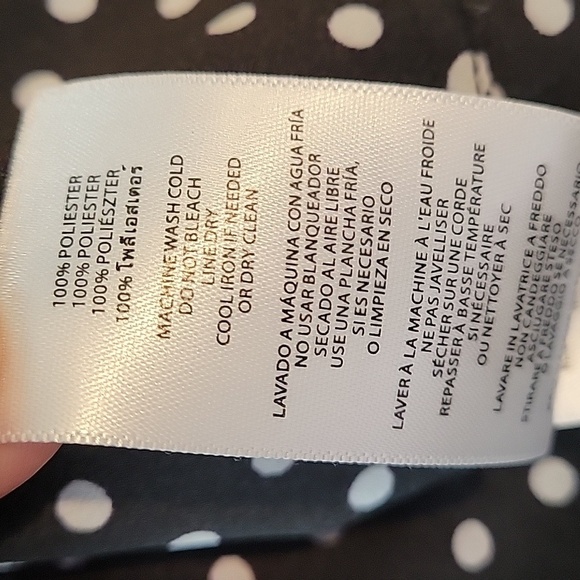 100% POLIESTER
100% POLYESTER
100% POLIÉSZTER
100% โพลีเอสเตอร์
MACHINE WASH COLD
DO NOT BLEACH
LINE DRY
COOL IRON IF NEEDED
OR DRY CLEAN
LAVADO A MÁQUINA CON AGUA FRÍA
NO USAR BLANQUEADOR
SECADO AL AIRE LIBRE
USE UNA PLANCHA FRÍA,
SI ES NECESARIO
O LIMPIEZA EN SECO
LAVER À LA MACHINE À L'EAU FROIDE
NE PAS JAVELLISER
SÉCHER SUR UNE CORDE
REPASSER À BASSE TEMPÉRATURE
SI NÉCESSAIRE
OU NETTOYER À SEC
LAVARE IN LAVATRICE A FREDDO
NON CANDEGGIARE
ASCIUGARE STESO